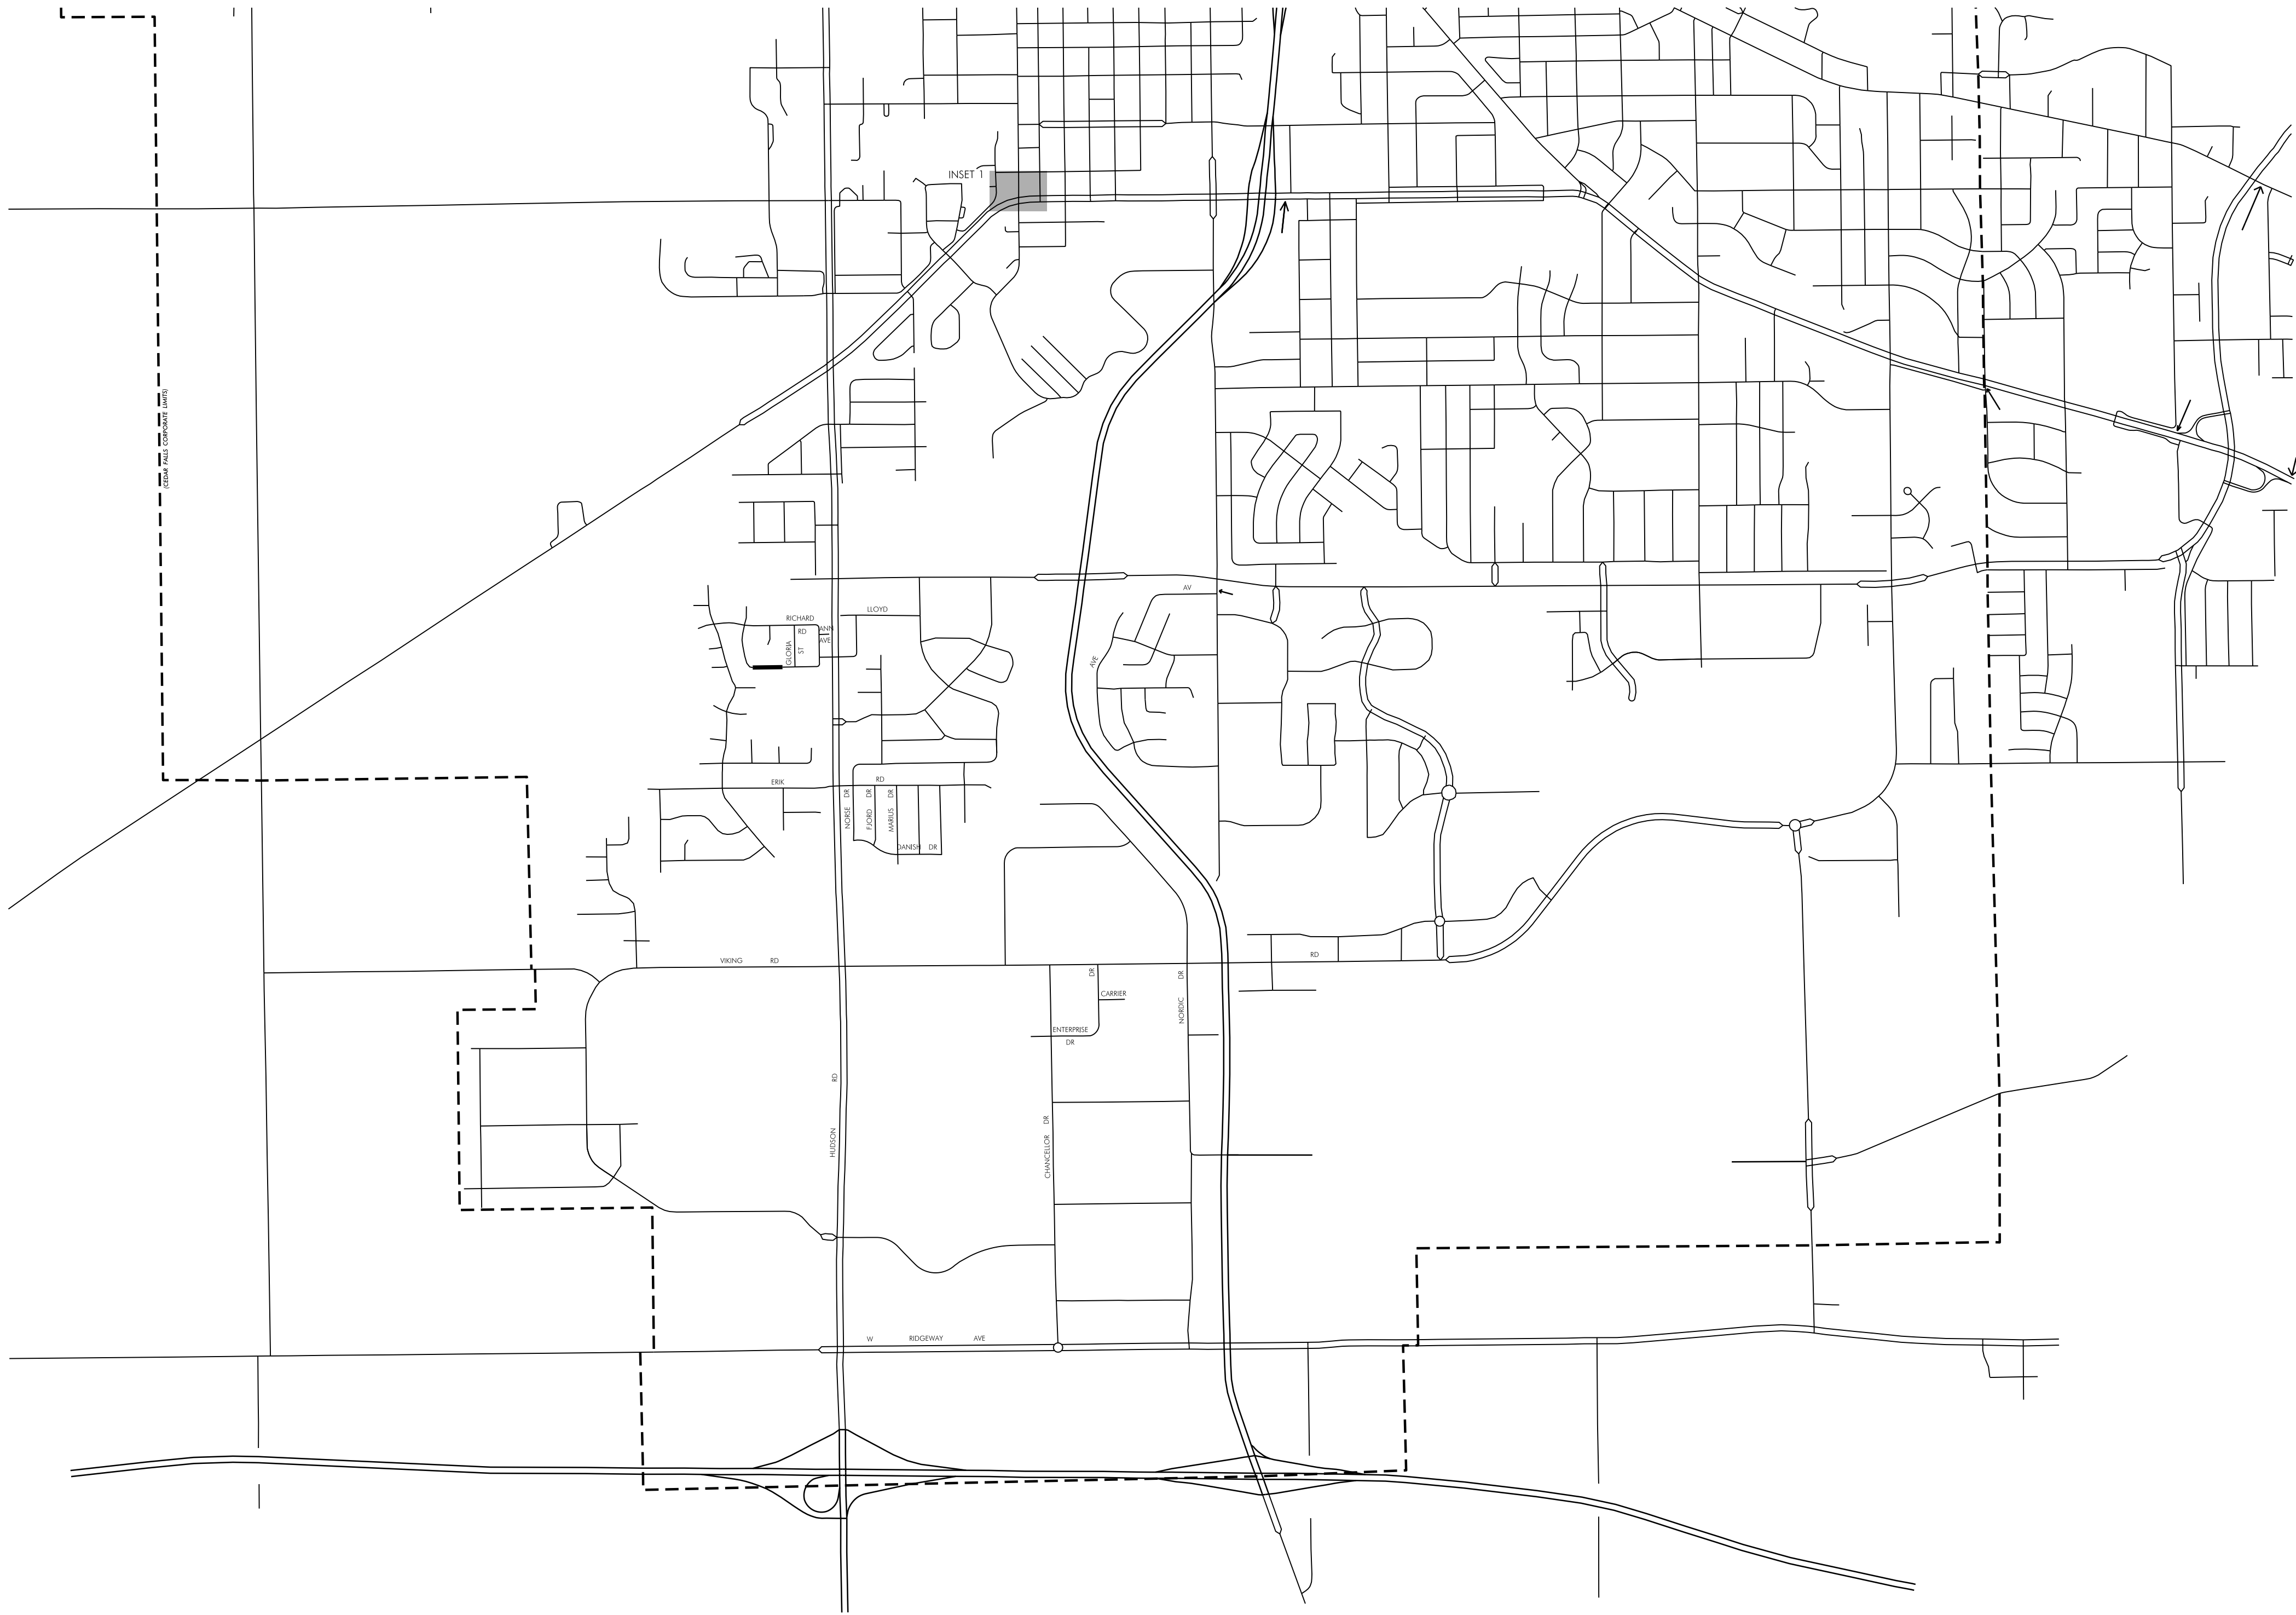 INSET 1
(CEDAR FALLS CORPORATE LIMITS)
AV
LLOYD
RICHARD
RD
ANN
AVE
GLORIA
ST
AVE
ERIK
RD
NORSE DR
FJORD DR
MARIUS DR
DANISH DR
VIKING RD
RD
DR
CARRIER
NORDIC DR
ENTERPRISE
DR
HUDSON RD
CHANCELLOR DR
W RIDGEWAY AVE